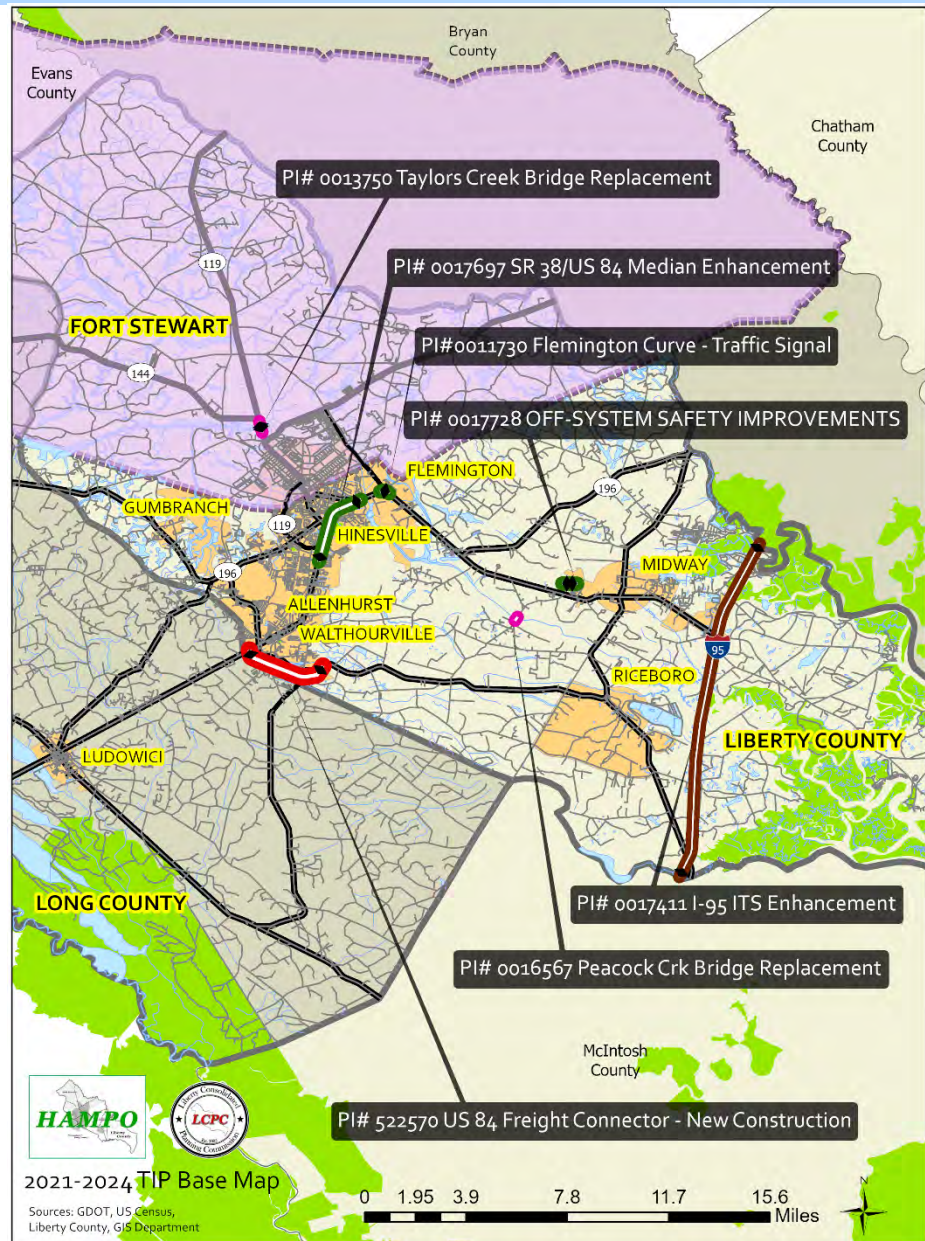 Bryan
County
Evans
County
Chatham
County
PI# 0013750 Taylors Creek Bridge Replacement
PI# 0017697 SR 38/US 84 Median Enhancement
119
FORT STEWART
PI#0011730 Flemington Curve - Traffic Signal
144
PI# 0017728 OFF-SYSTEM SAFETY IMPROVEMENTS
FLEMINGTON
196
GUMBRANCH
119
HINESVILLE
MIDWAY
196
ALLENHURST
WALTHOURVILLE
95
RICEBORO
LIBERTY COUNTY
LUDOWICI
LONG COUNTY
PI# 0017411 I-95 ITS Enhancement
PI# 0016567 Peacock Crk Bridge Replacement
McIntosh
County
HAMPO
Liberty Consolidated
LCPC
Planning Commission
PI# 522570 US 84 Freight Connector - New Construction
2021-2024 TIP Base Map
Sources: GDOT, US Census,
Liberty County, GIS Department
0 1.95 3.9 7.8 11.7 15.6
Miles
N